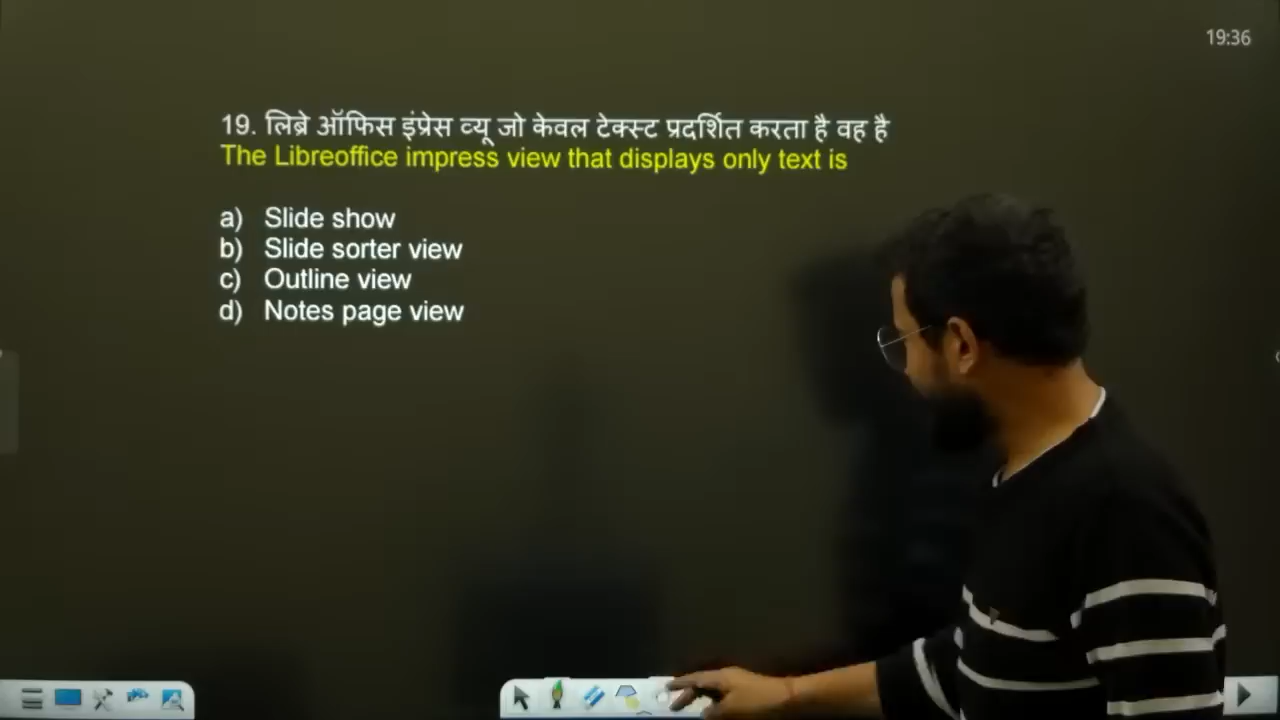 19:36
19. लिब्रे ऑफिस इंप्रेस व्यू जो केवल टेक्स्ट प्रदर्शित करता है वह है
The Libreoffice impress view that displays only text is
a) Slide show
b) Slide sorter view
c) Outline view
d) Notes page view